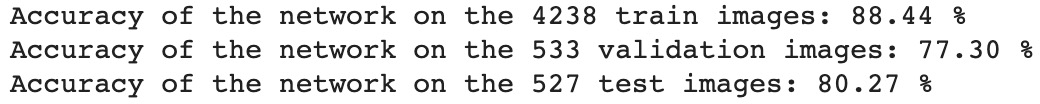 Accuracy of the network on the 4238 train images: 88.44 %
Accuracy of the network on the 533 validation images: 77.30 %
Accuracy of the network on the 527 test images: 80.27 %